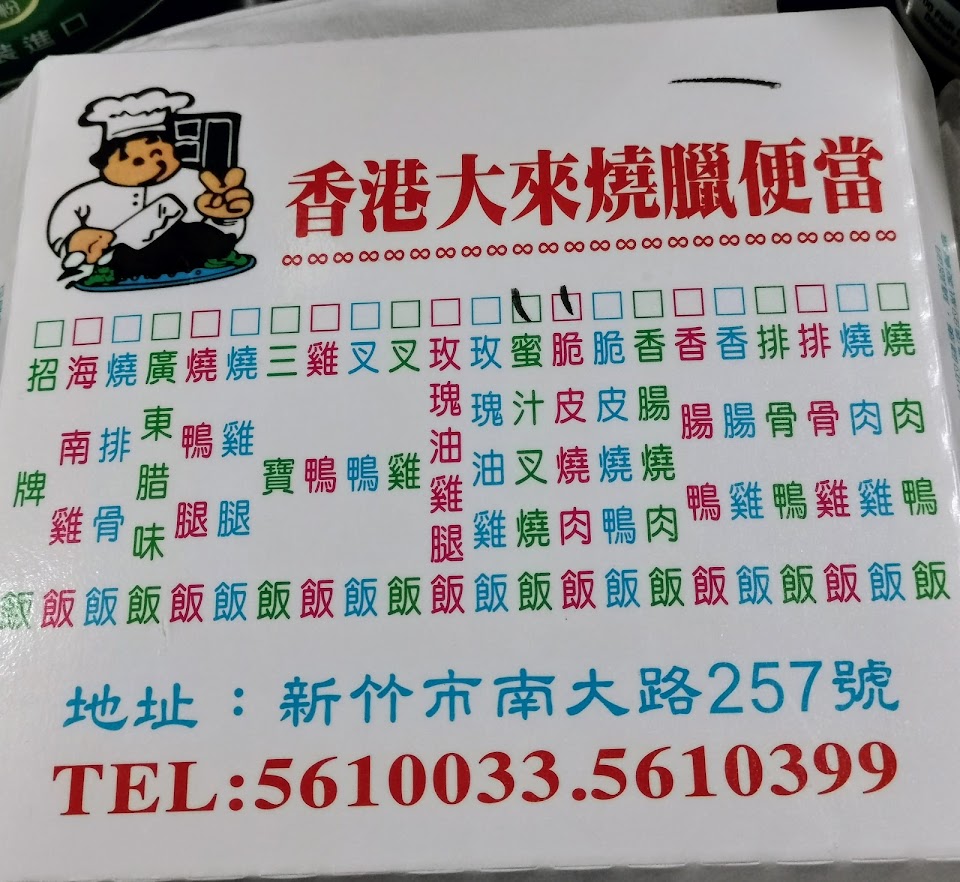 香港大來燒臘便當
燒肉鴨飯
燒肉雞飯
排骨雞飯
排骨鴨飯
香腸雞飯
香腸鴨飯
香腸燒肉飯
脆皮燒鴨飯
脆皮燒肉飯
蜜汁叉燒飯
玫瑰油雞飯
玫瑰油雞腿飯
叉雞飯
叉鴨飯
雞鴨飯
三寶飯
燒雞腿飯
燒鴨腿飯
廣東腊味飯
燒排骨飯
海南雞飯
招牌飯
地址：新竹市南大路257號
TEL:5610033.5610399